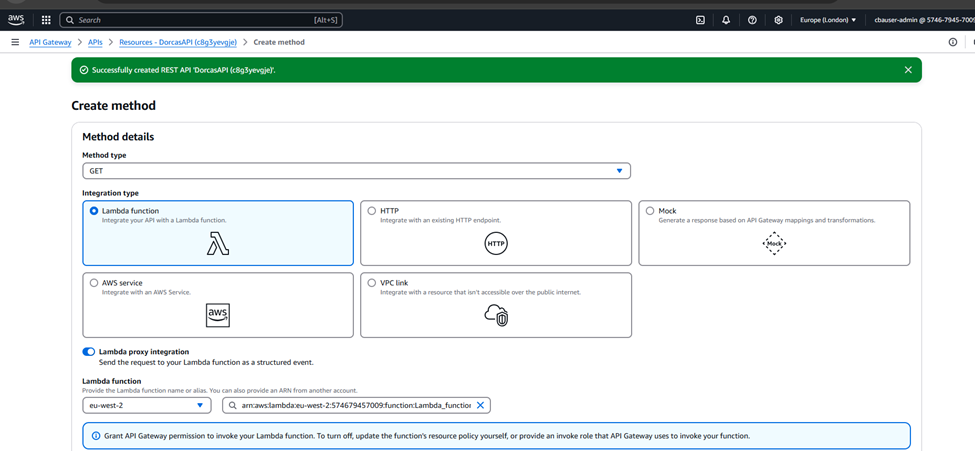 aws
Search [Alt+S] Europe (London) cbauser-admin @ 5746-7945-7009
API Gateway > APIs > Resources - DorcasAPI (c8g3yevgje) > Create method
Successfully created REST API 'DorcasAPI (c8g3yevgje)'.
Create method
Method details
Method type
GET
Integration type
Lambda function
Integrate your API with a Lambda function.
HTTP
Integrate with an existing HTTP endpoint.
HTTP
Mock
Generate a response based on API Gateway mappings and transformations.
Mock
AWS service
Integrate with an AWS Service.
aws
VPC link
Integrate with a resource that isn't accessible over the public internet.
Lambda proxy integration
Send the request to your Lambda function as a structured event.
Lambda function
Provide the Lambda function name or alias. You can also provide an ARN from another account.
eu-west-2
arn:aws:lambda:eu-west-2:574679457009:function:Lambda_function
Grant API Gateway permission to invoke your Lambda function. To turn off, update the function's resource policy yourself, or provide an invoke role that API Gateway uses to invoke your function.